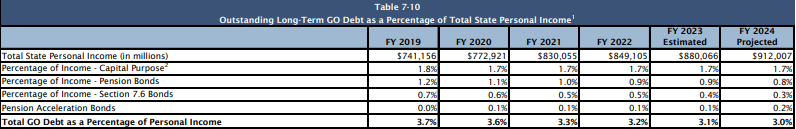 Table 7-10
Outstanding Long-Term GO Debt as a Percentage of Total State Personal Income¹
FY 2019 FY 2020 FY 2021 FY 2022 FY 2023 Estimated FY 2024 Projected
Total State Personal Income (in millions) $741,156 $772,921 $830,055 $849,105 $880,066 $912,007
Percentage of Income - Capital Purpose² 1.8% 1.7% 1.7% 1.7% 1.7% 1.7%
Percentage of Income - Pension Bonds 1.2% 1.1% 1.0% 0.9% 0.9% 0.8%
Percentage of Income - Section 7.6 Bonds 0.7% 0.6% 0.5% 0.5% 0.4% 0.3%
Pension Acceleration Bonds 0.0% 0.1% 0.1% 0.1% 0.1% 0.2%
Total GO Debt as a Percentage of Personal Income 3.7% 3.6% 3.3% 3.2% 3.1% 3.0%